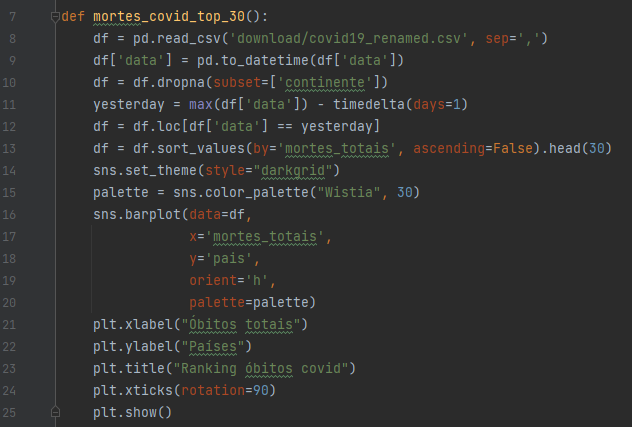 7 def mortes_covid_top_30():
8     df = pd.read_csv('download/covid19_renamed.csv', sep=',')
9     df['data'] = pd.to_datetime(df['data'])
10     df = df.dropna(subset=['continente'])
11     yesterday = max(df['data']) - timedelta(days=1)
12     df = df.loc[df['data'] == yesterday]
13     df = df.sort_values(by='mortes_totais', ascending=False).head(30)
14     sns.set_theme(style="darkgrid")
15     palette = sns.color_palette("Wistia", 30)
16     sns.barplot(data=df,
17                 x='mortes_totais',
18                 y='pais',
19                 orient='h',
20                 palette=palette)
21     plt.xlabel("Óbitos totais")
22     plt.ylabel("Paises")
23     plt.title("Ranking óbitos covid")
24     plt.xticks(rotation=90)
25     plt.show()